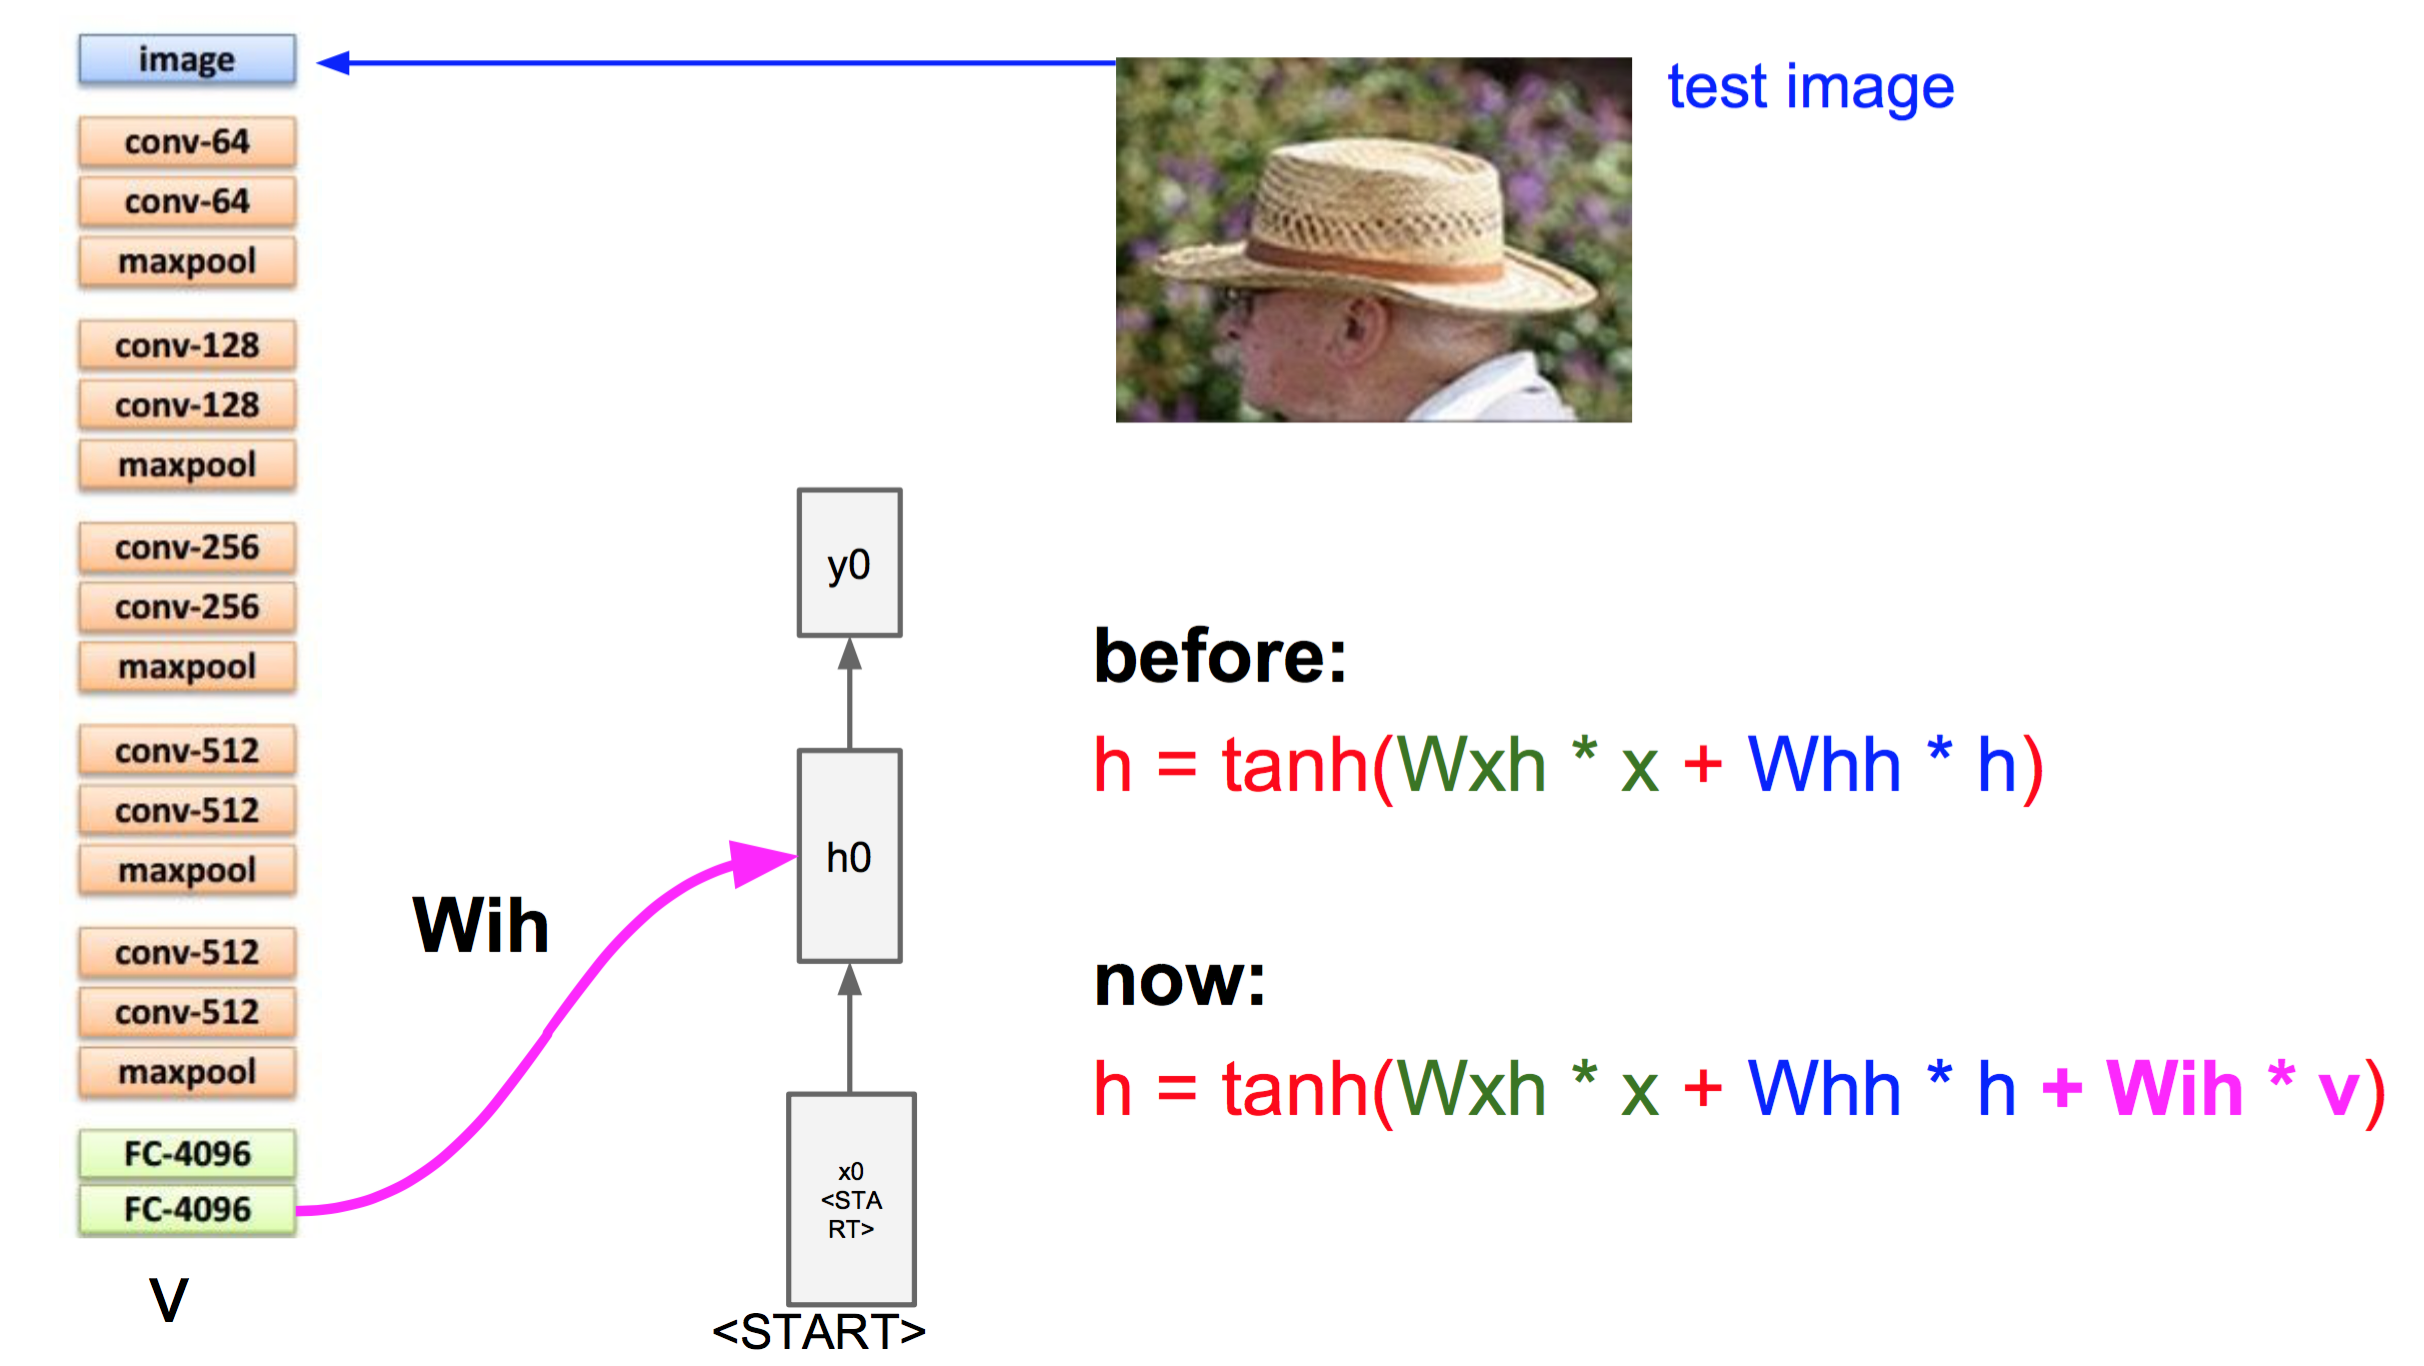 image
conv-64
conv-64
maxpool
conv-128
conv-128
maxpool
conv-256
conv-256
maxpool
conv-512
conv-512
maxpool
conv-512
conv-512
maxpool
FC-4096
FC-4096
v
Wih
y0
h0
x0
<STA
RT>
<START>
test image
before:
h = tanh(Wxh * x + Whh * h)
now:
h = tanh(Wxh * x + Whh * h + Wih * v)